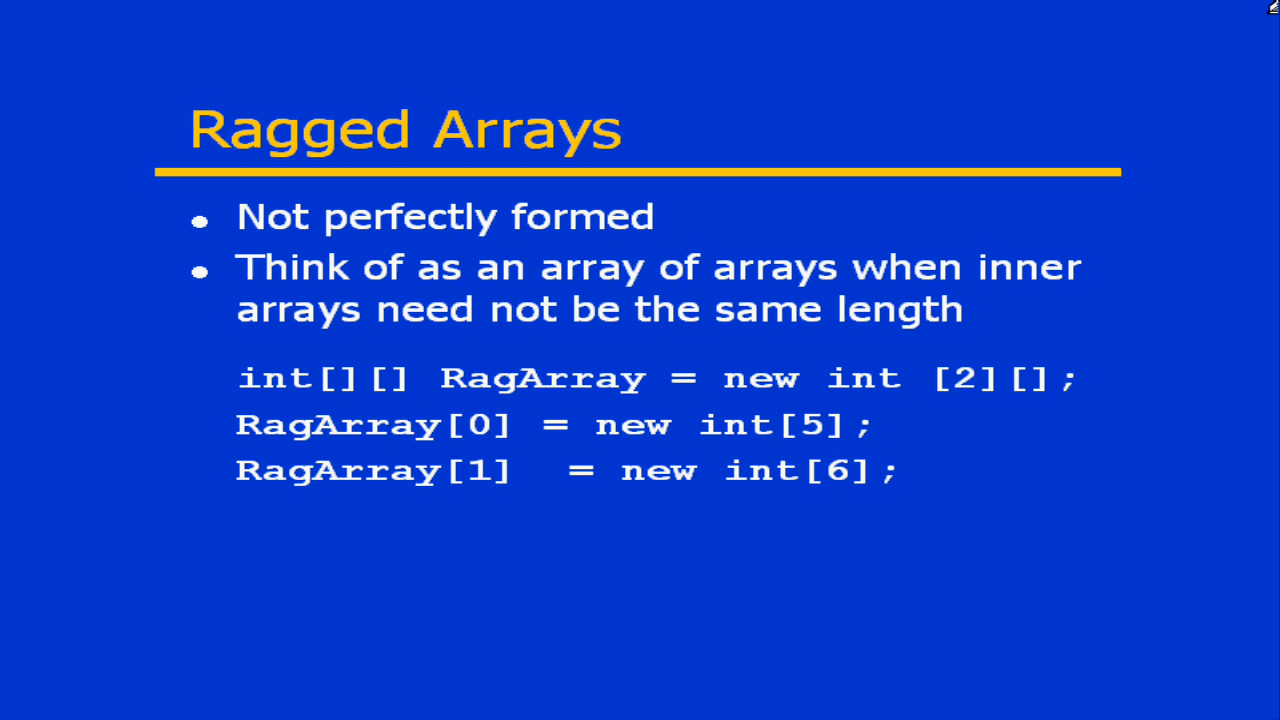 Ragged Arrays
• Not perfectly formed
• Think of as an array of arrays when inner
arrays need not be the same length
int[][] RagArray = new int [2][];
RagArray[0] = new int[5];
RagArray[1]  = new int[6];